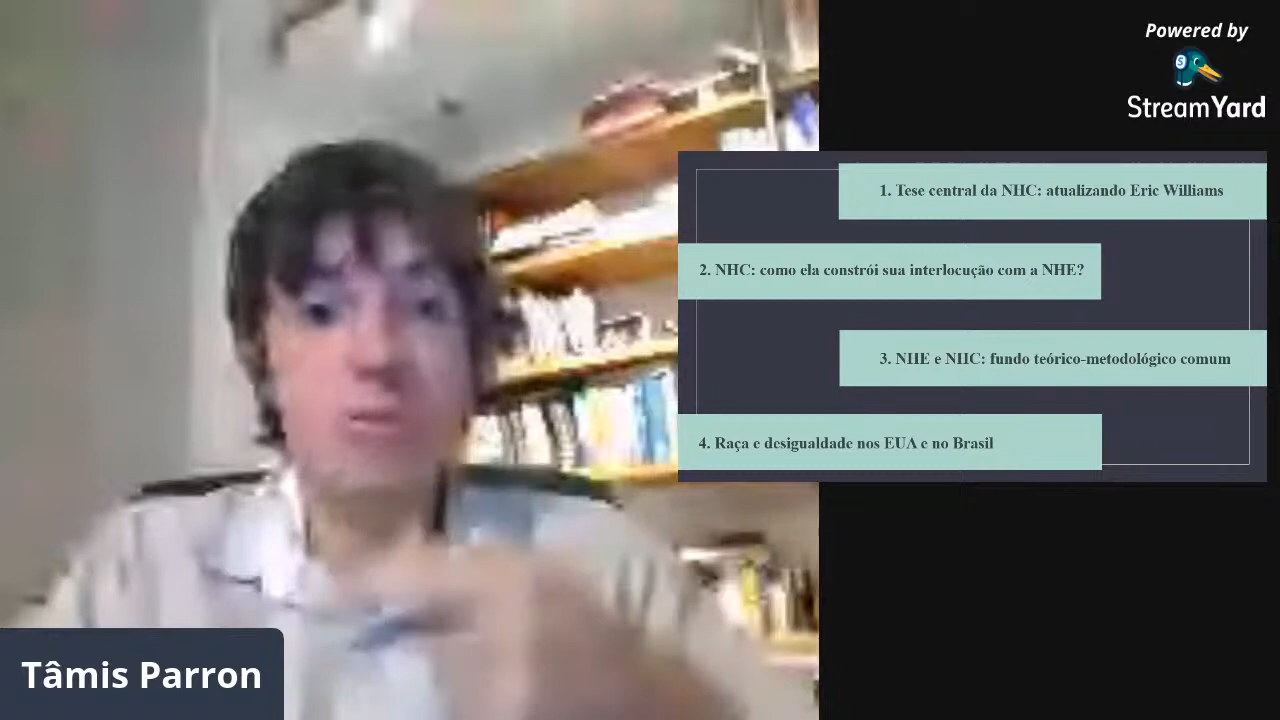 Powered by
StreamYard
1. Tese central da NHC: atualizando Eric Williams
2. NHC: como ela constrói sua interlocução com a NHE?
3. NHE e NHC: fundo teórico-metodológico comum
4. Raça e desigualdade nos EUA e no Brasil
Tâmis Parron